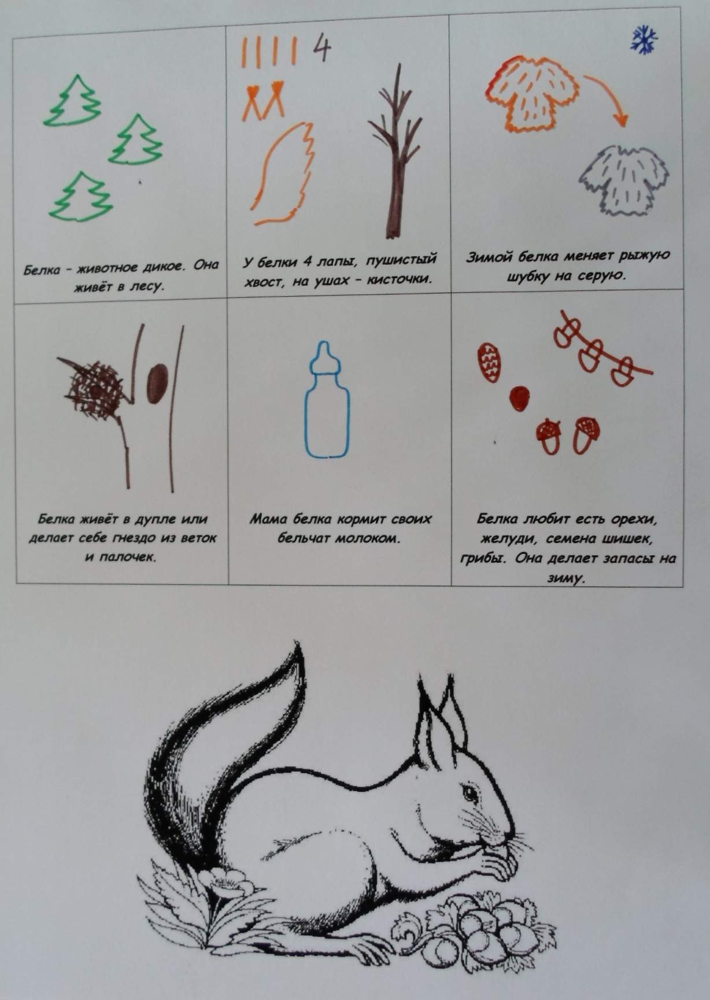 4
Белка – животное дикое. Она
живёт в лесу.
У белки 4 лапы, пушистый
хвост, на ушах – кисточки.
Зимой белка меняет рыжую
шубку на серую.
Белка живёт в дупле или
делает себе гнездо из веток
и палочек.
Мама белка кормит своих
бельчат молоком.
Белка любит есть орехи,
желуди, семена шишек,
грибы. Она делает запасы на
зиму.